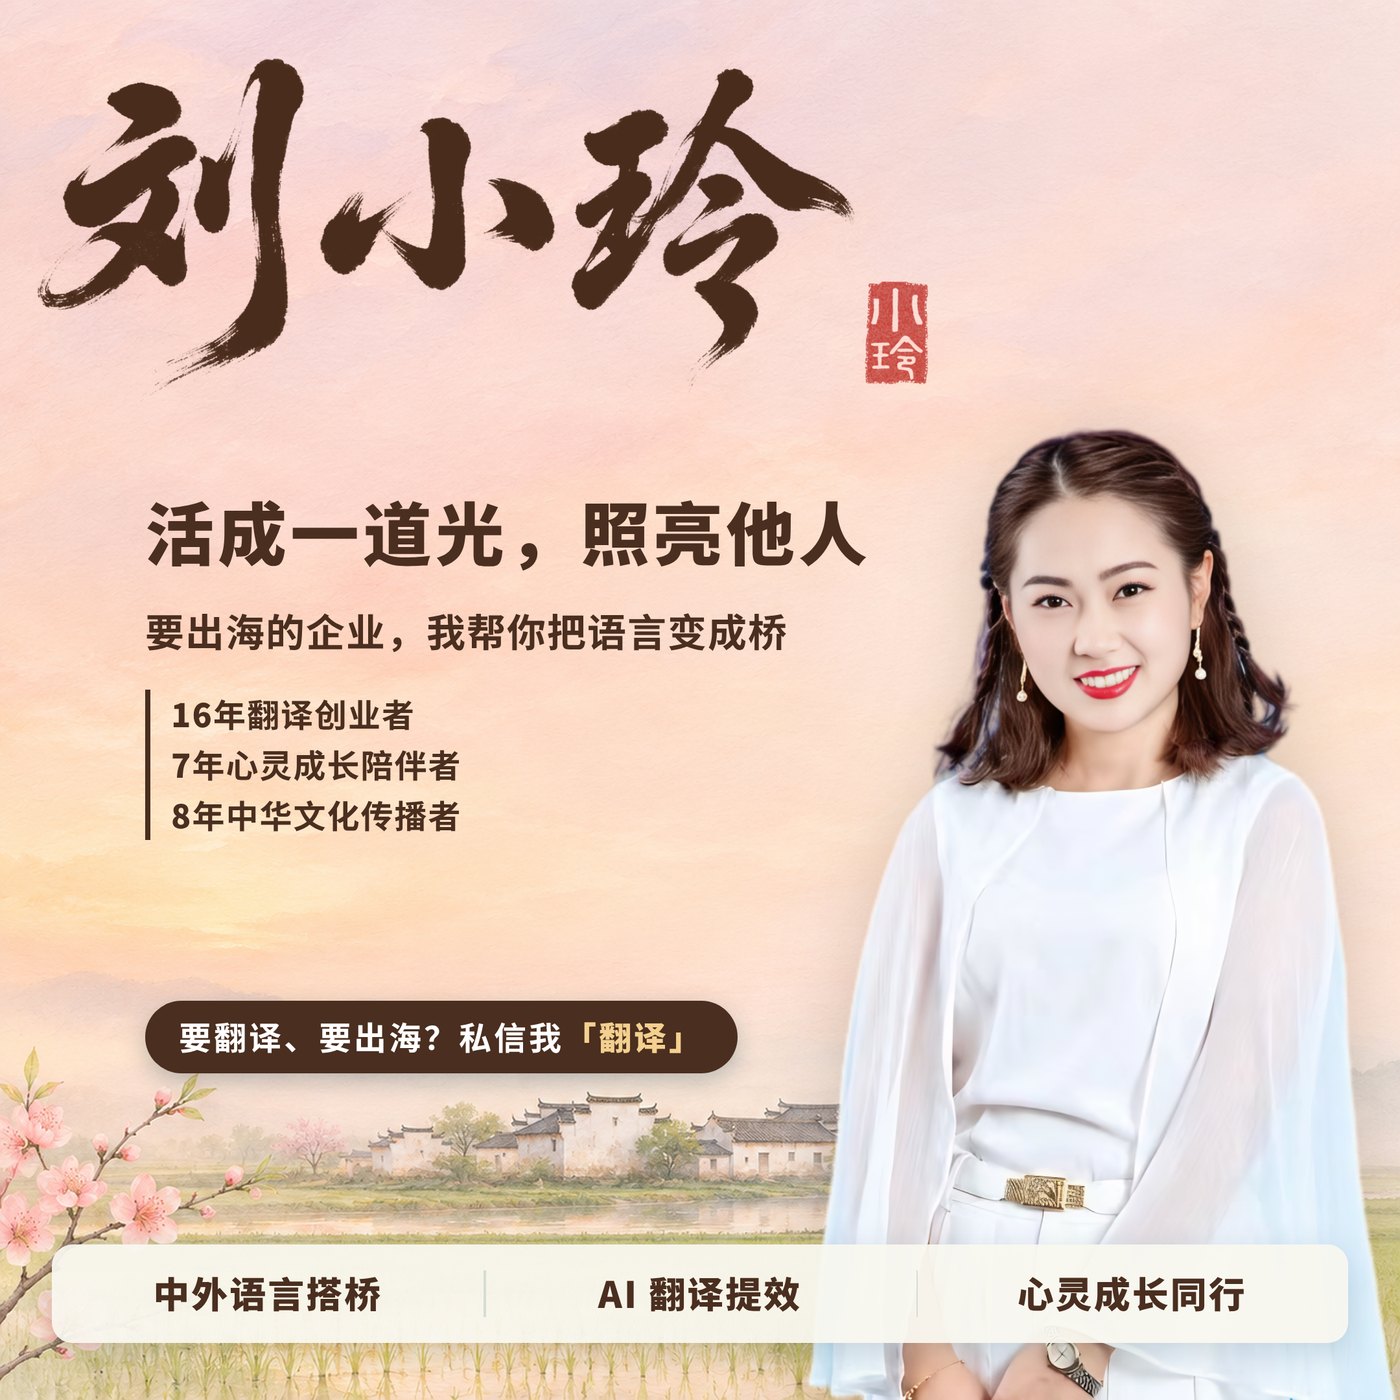 刘小玲
小玲
活成一道光，照亮他人
要出海的企业，我帮你把语言变成桥
16年翻译创业者
7年心灵成长陪伴者
8年中华文化传播者
要翻译、要出海？私信我「翻译」
中外语言搭桥
AI 翻译提效
心灵成长同行